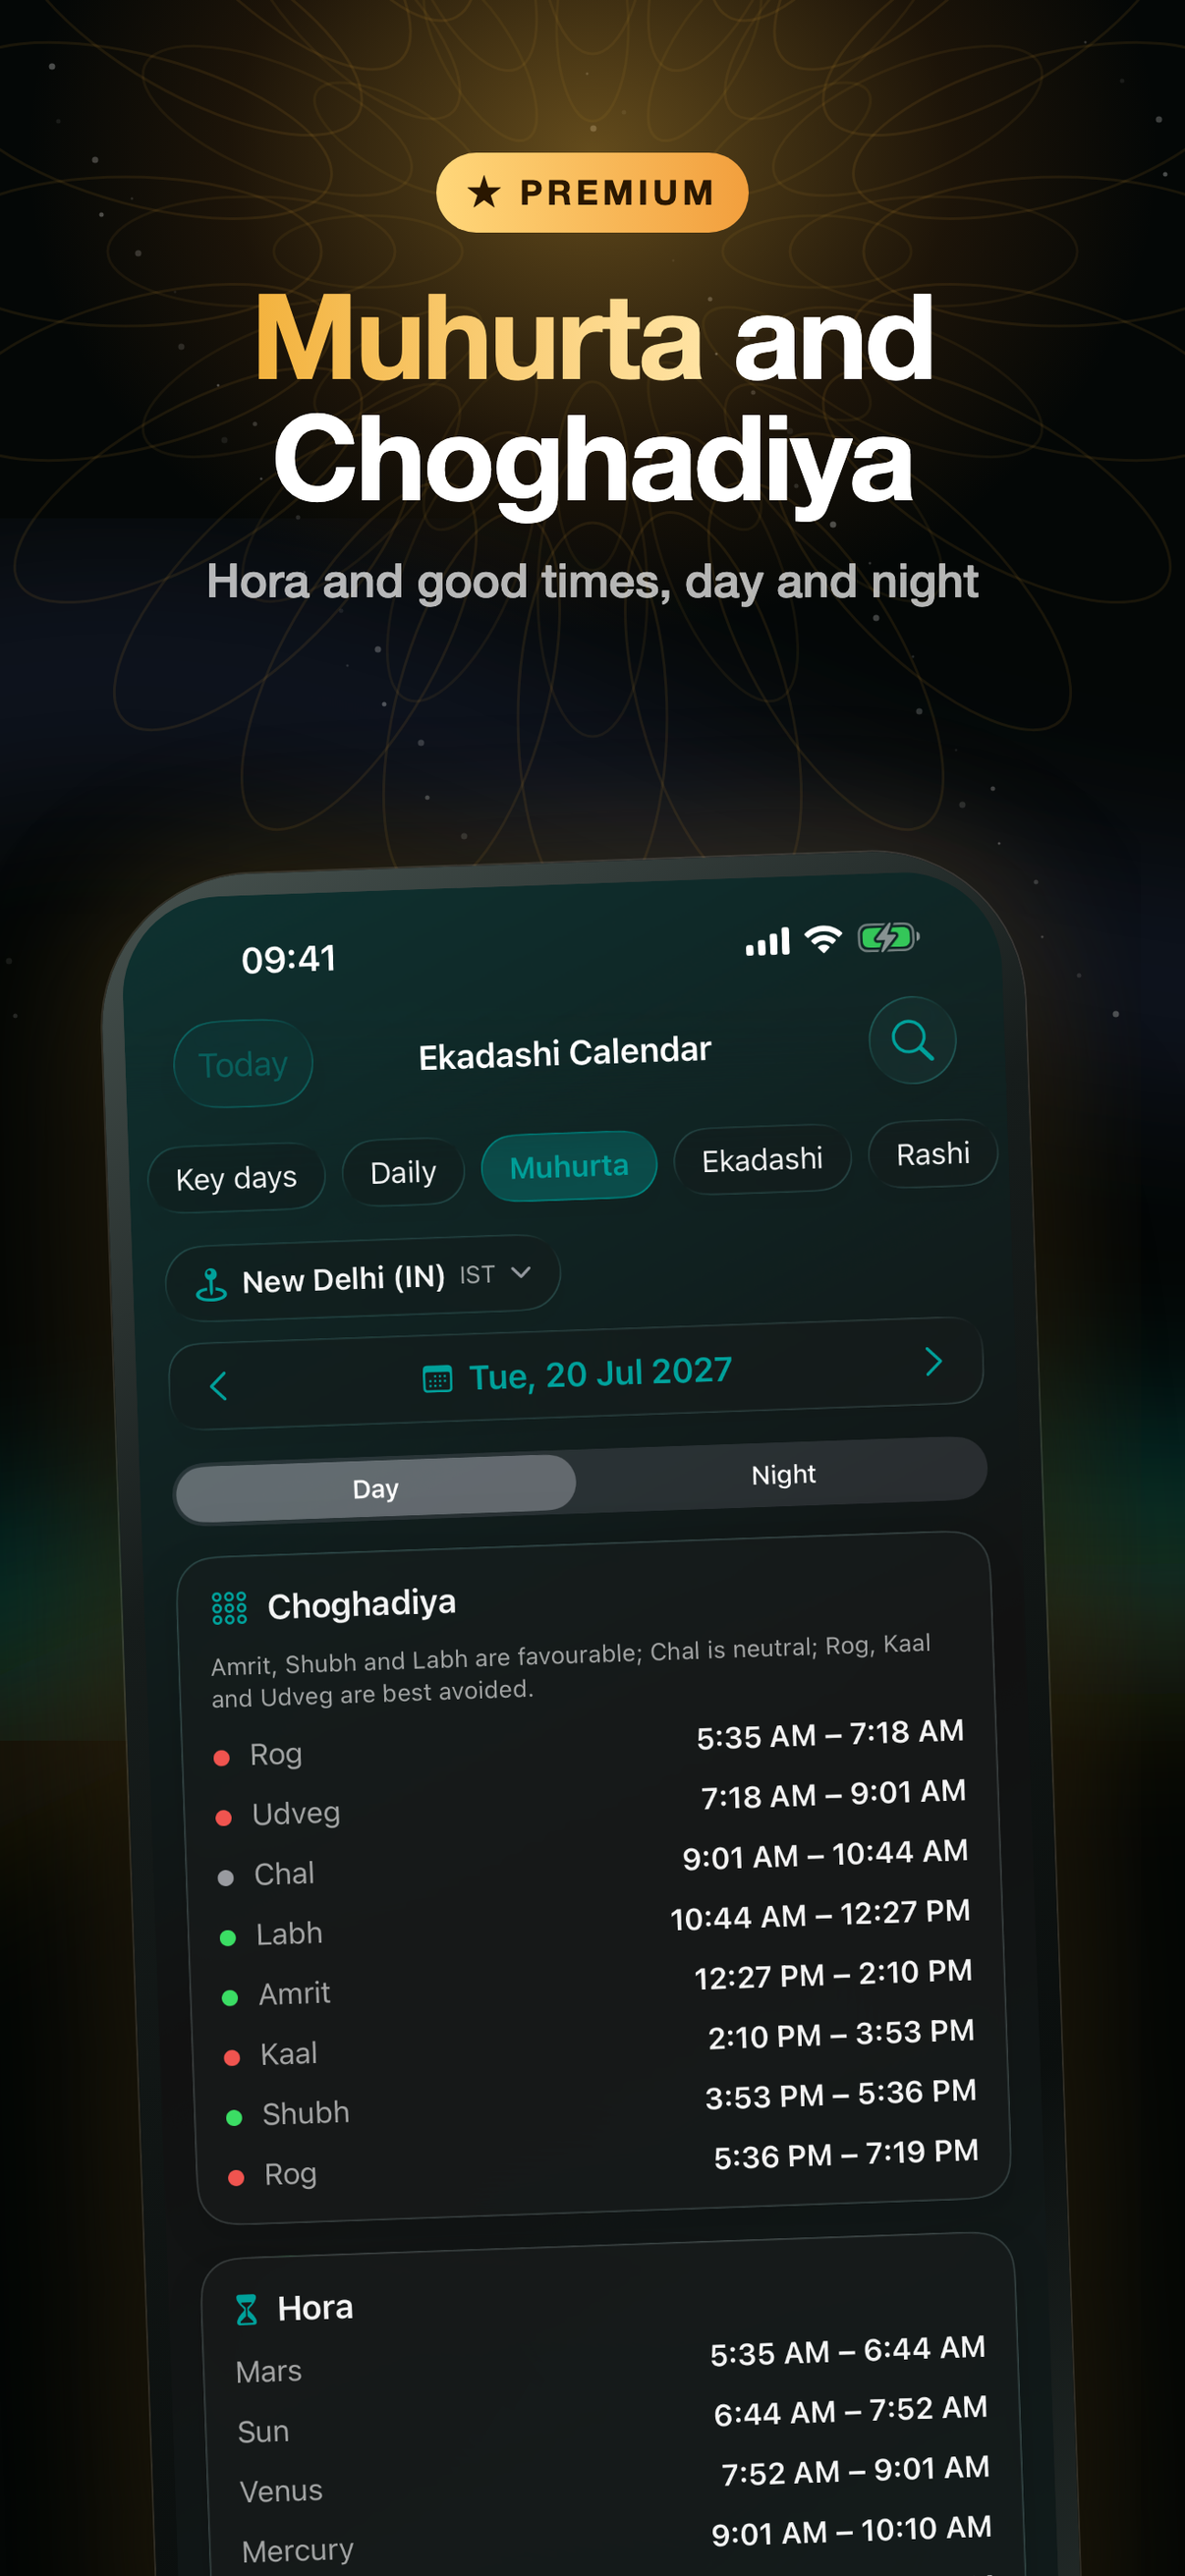 ★ PREMIUM
Muhurta and
Choghadiya
Hora and good times, day and night
09:41
Today
Ekadashi Calendar
Key days
Daily
Muhurta
Ekadashi
Rashi
New Delhi (IN) IST
Tue, 20 Jul 2027
Day
Night
Choghadiya
Amrit, Shubh and Labh are favourable; Chal is neutral; Rog, Kaal
and Udveg are best avoided.
Rog 5:35 AM – 7:18 AM
Udveg 7:18 AM – 9:01 AM
Chal 9:01 AM – 10:44 AM
Labh 10:44 AM – 12:27 PM
Amrit 12:27 PM – 2:10 PM
Kaal 2:10 PM – 3:53 PM
Shubh 3:53 PM – 5:36 PM
Rog 5:36 PM – 7:19 PM
Hora
Mars 5:35 AM – 6:44 AM
Sun 6:44 AM – 7:52 AM
Venus 7:52 AM – 9:01 AM
Mercury 9:01 AM – 10:10 AM